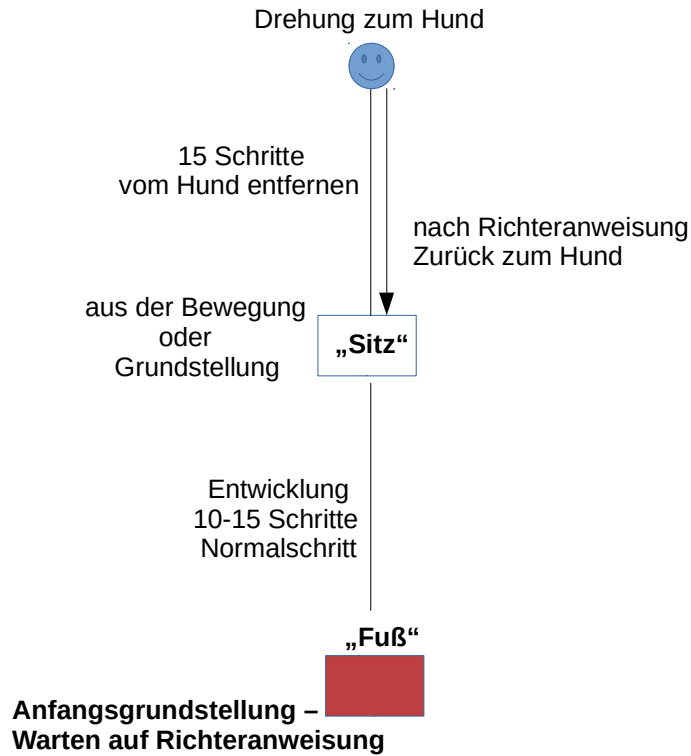 Drehung zum Hund
15 Schritte
vom Hund entfernen
nach Richteranweisung
Zurück zum Hund
aus der Bewegung
oder
Grundstellung
„Sitz“
Entwicklung
10-15 Schritte
Normalschritt
„Fuß“
Anfangsgrundstellung –
Warten auf Richteranweisung